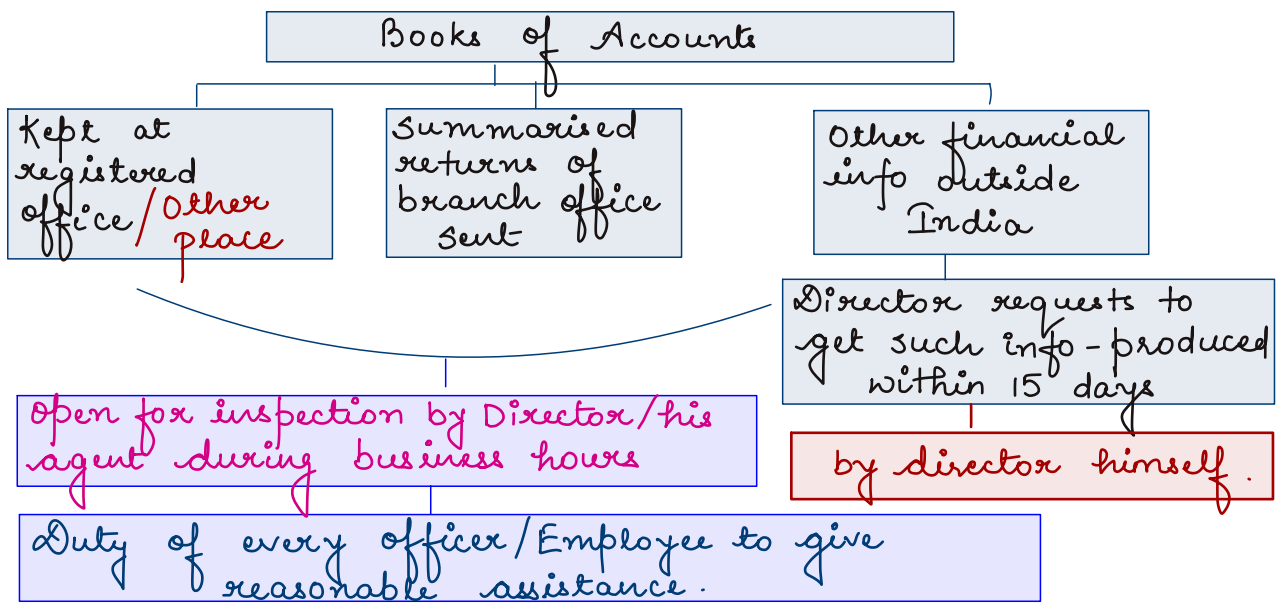 Books of Accounts
Kept at
registered
office/Other
place
Summarised
returns of
branch office
sent
Other financial
info outside
India
Director requests to
get such info-produced
within 15 days
by director himself.
Open for inspection by Director/his
agent during business hours
Duty of every officer/Employee to give
reasonable assistance.